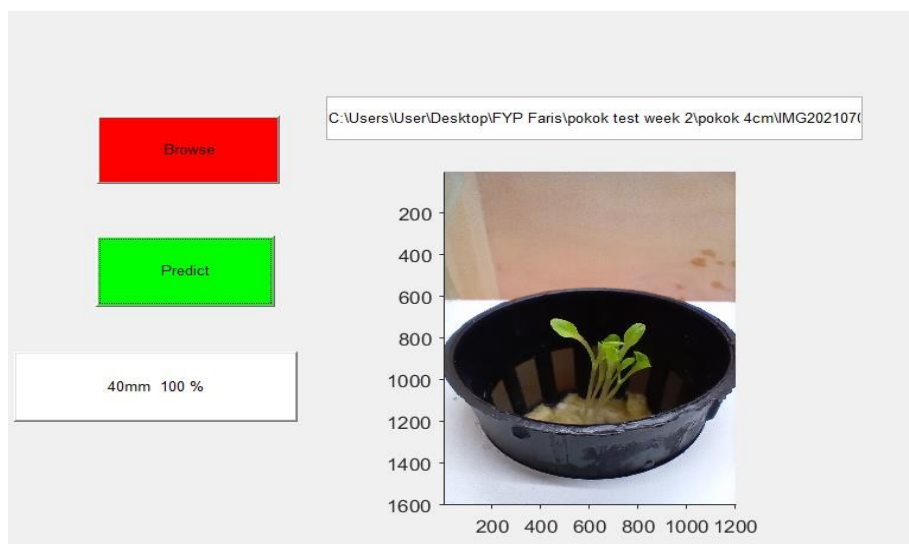 C:\Users\User\Desktop\FYP Faris\pokok test week 2\pokok 4cm\IMG2021070
Browse
Predict
40mm 100 %
200
400
600
800
1000
1200
1400
1600
200 400 600 800 1000 1200